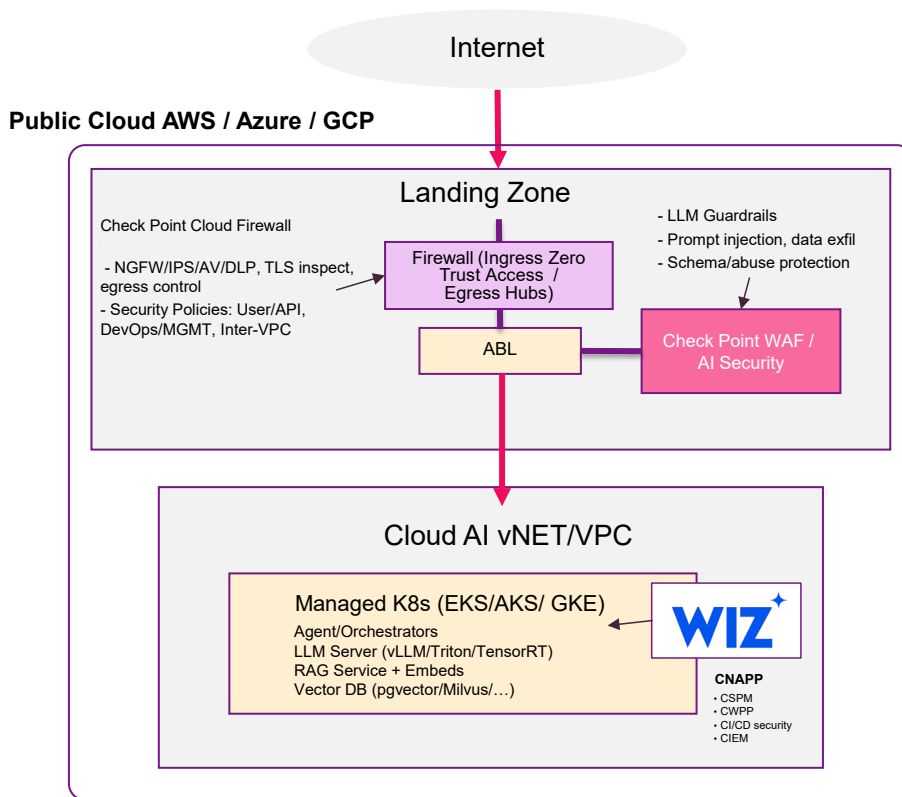 Internet
Public Cloud AWS / Azure / GCP
Landing Zone
Check Point Cloud Firewall
- NGFW/IPS/AV/DLP, TLS inspect,
egress control
- Security Policies: User/API,
DevOps/MGMT, Inter-VPC
Firewall (Ingress Zero
Trust Access /
Egress Hubs)
- LLM Guardrails
- Prompt injection, data exfil
- Schema/abuse protection
ABL
Check Point WAF /
AI Security
Cloud AI vNET/VPC
Managed K8s (EKS/AKS/ GKE)
Agent/Orchestrators
LLM Server (vLLM/Triton/TensorRT)
RAG Service + Embeds
Vector DB (pgvector/Milvus/…)
WIZ
CNAPP
• CSPM
• CWPP
• CI/CD security
• CIEM